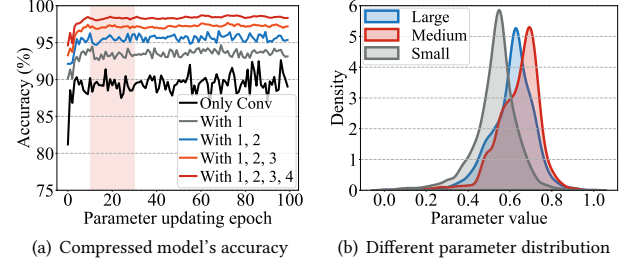 100
95
90
85
80
75
Accuracy (%)
Only Conv
With 1
With 1, 2
With 1, 2, 3
With 1, 2, 3, 4
0 20 40 60 80 100
Parameter updating epoch
(a) Compressed model's accuracy
6
5
4
3
2
1
0
Density
Large
Medium
Small
0.0 0.2 0.4 0.6 0.8 1.0
Parameter value
(b) Different parameter distribution